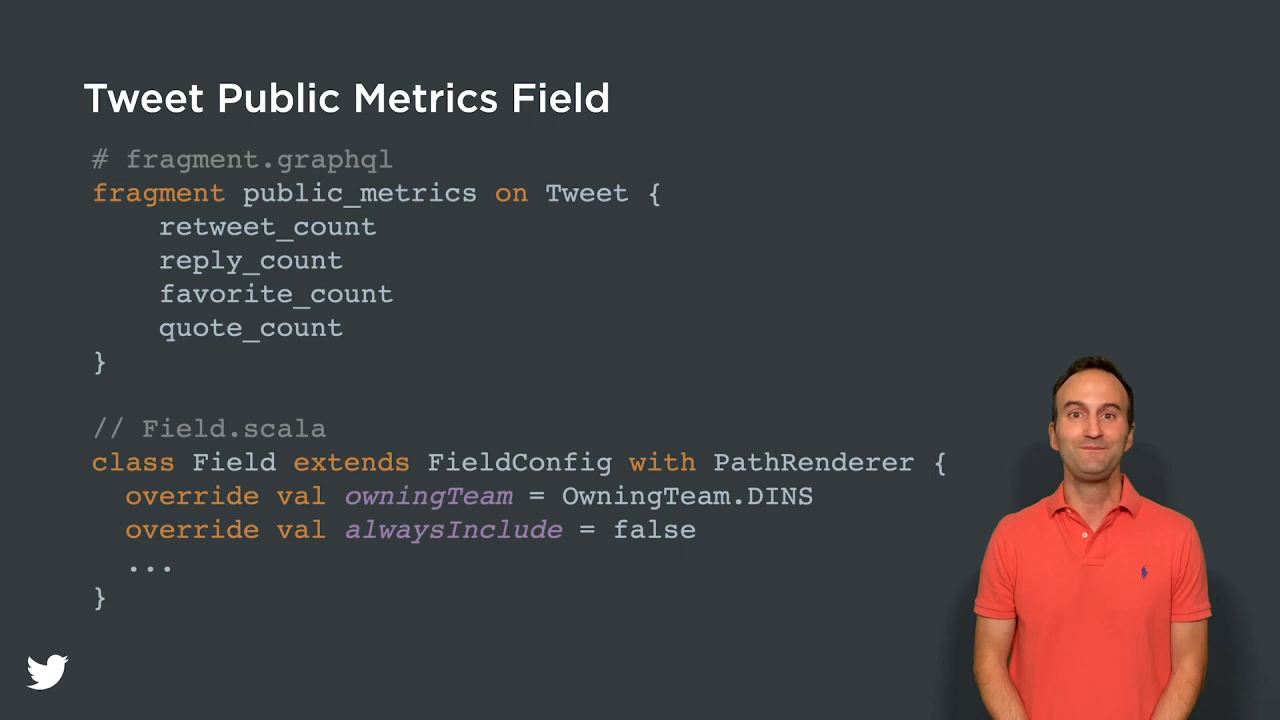 Tweet Public Metrics Field
# fragment.graphql
fragment public_metrics on Tweet {
    retweet_count
    reply_count
    favorite_count
    quote_count
}
// Field.scala
class Field extends FieldConfig with PathRenderer {
  override val owningTeam = OwningTeam.DINS
  override val alwaysInclude = false
  ...
}